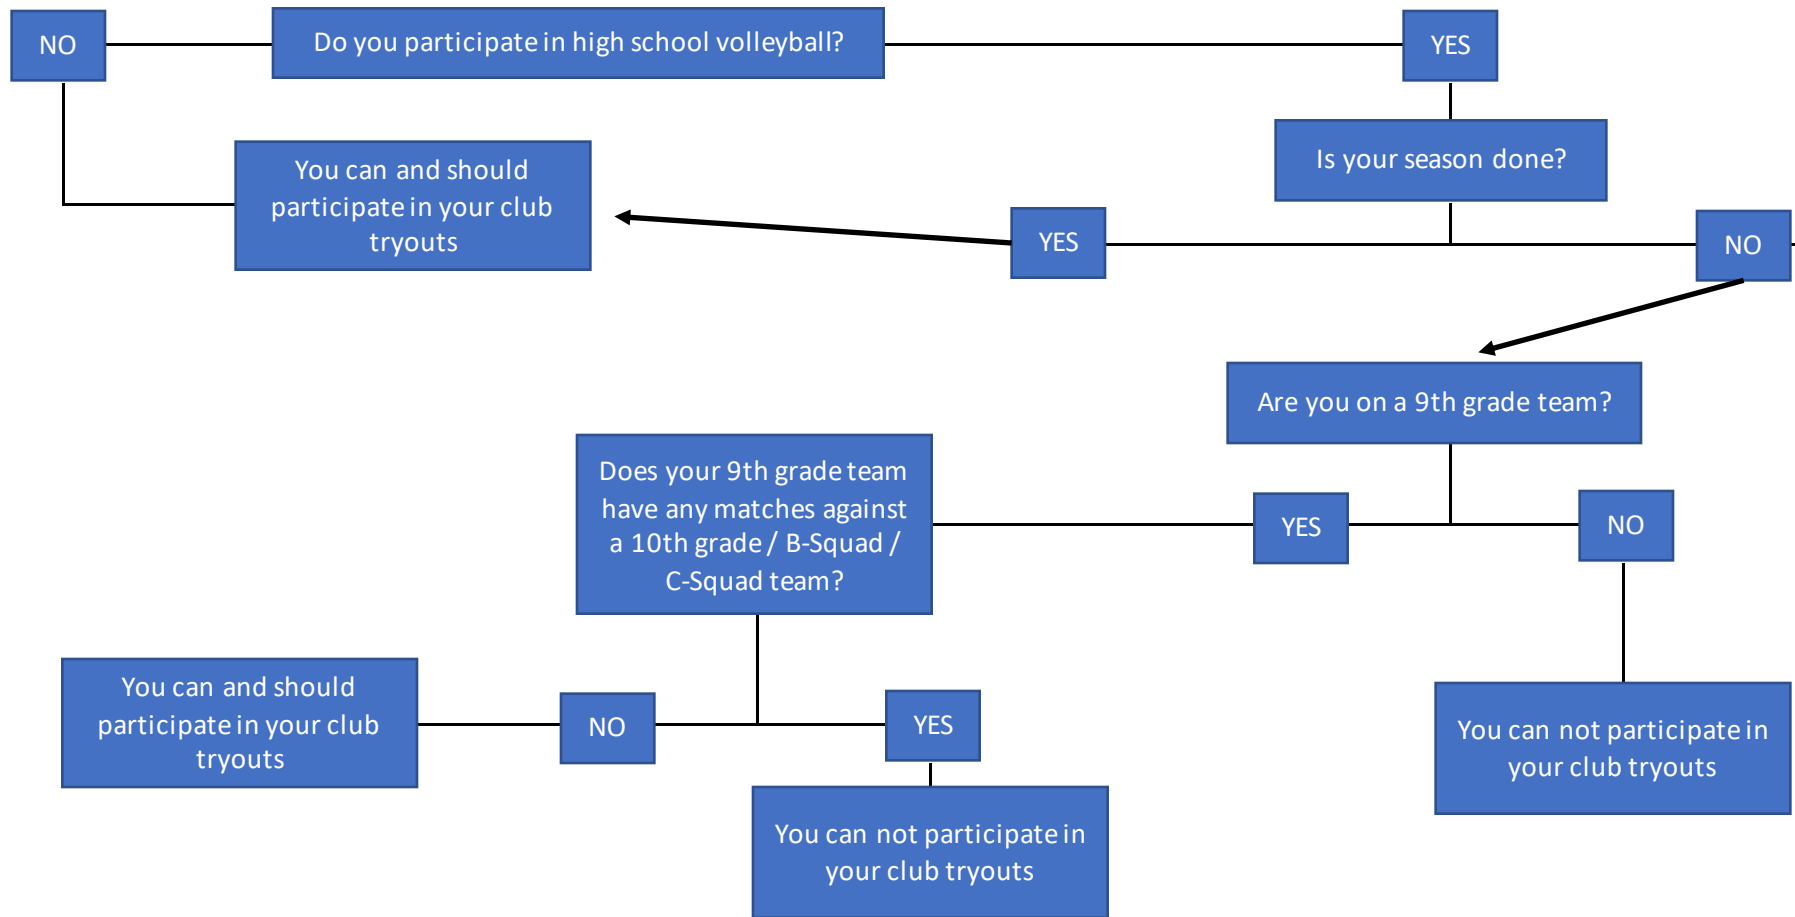 NO
Do you participate in high school volleyball?
YES
You can and should
participate in your club
tryouts
Is your season done?
YES
NO
Are you on a 9th grade team?
Does your 9th grade team
have any matches against
a 10th grade / B-Squad /
C-Squad team?
YES
NO
You can and should
participate in your club
tryouts
NO
YES
You can not participate in
your club tryouts
You can not participate in
your club tryouts